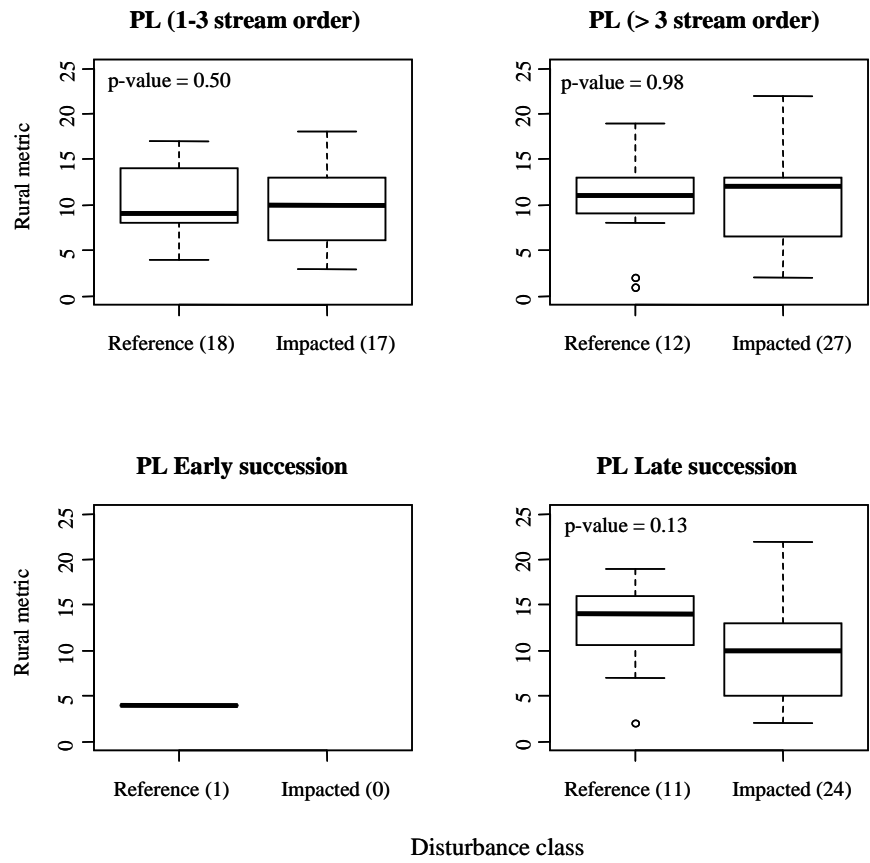 PL (1-3 stream order)
PL (> 3 stream order)
Rural metric
25
20
15
10
5
0
p-value = 0.50
Reference (18)
Impacted (17)
25
20
15
10
5
0
p-value = 0.98
Reference (12)
Impacted (27)
PL Early succession
PL Late succession
Rural metric
25
20
15
10
5
0
Reference (1)
Impacted (0)
25
20
15
10
5
0
p-value = 0.13
Reference (11)
Impacted (24)
Disturbance class